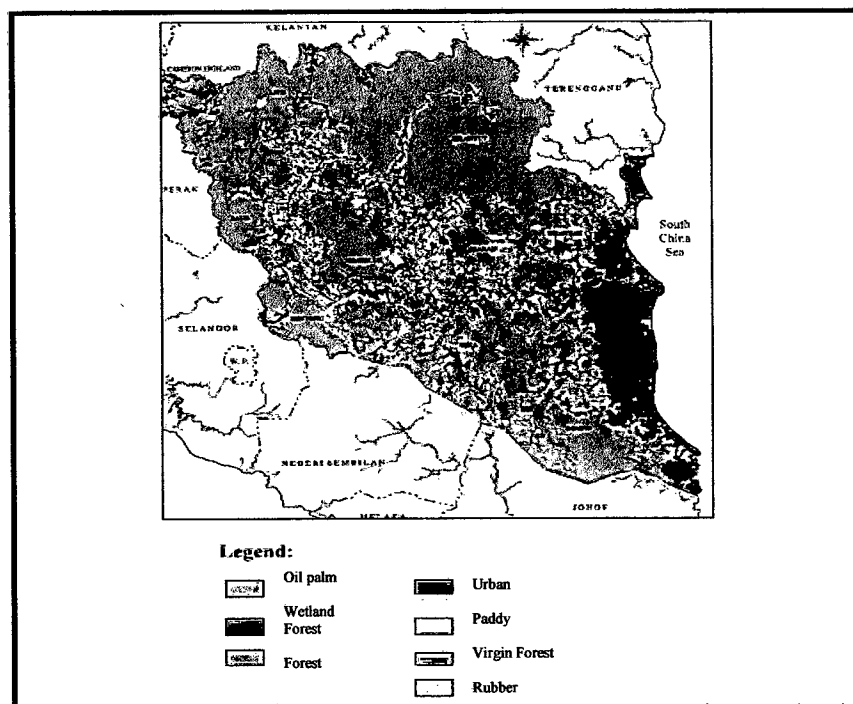 KELANTAN
CAMERON HIGHLAND
TERENGGANU
PERAK
South
China
Sea
SELANGOR
W.P.
NEGERI SEMBILAN
MELAKA
JOHOR
Legend:
Oil palm
Urban
Wetland
Forest
Paddy
Forest
Virgin Forest
Rubber